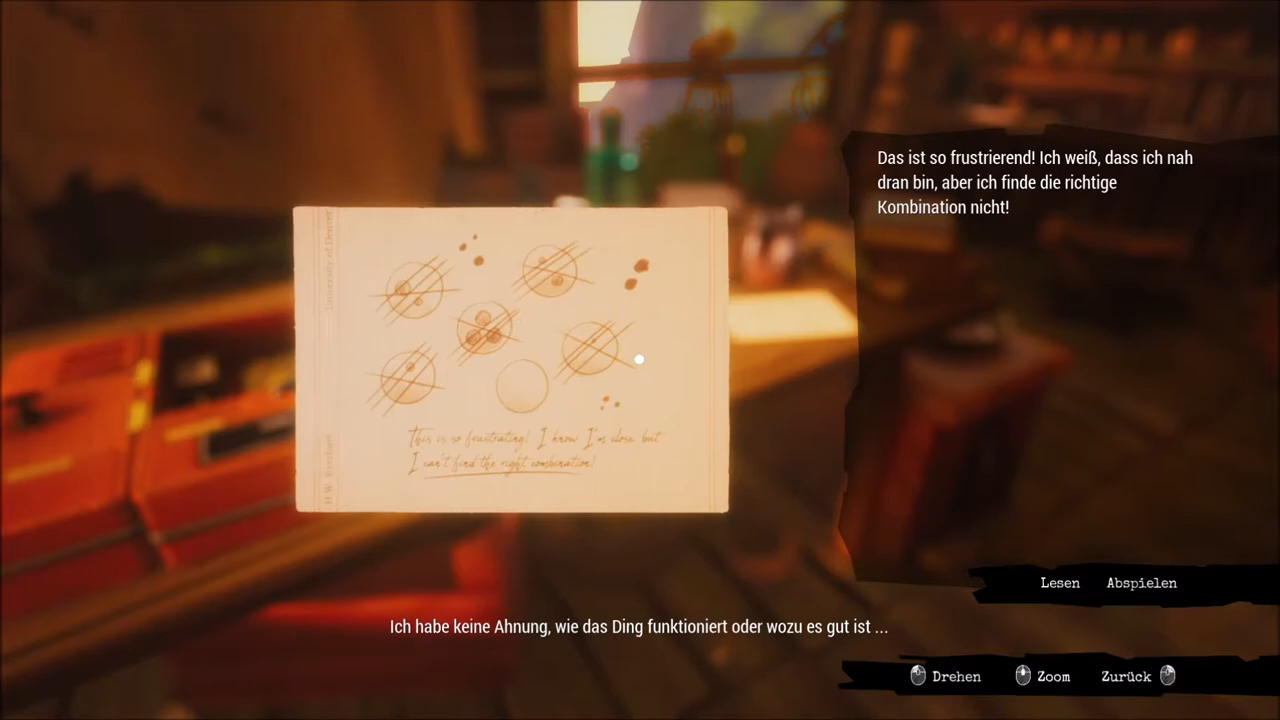 Das ist so frustrierend! Ich weiß, dass ich nah
dran bin, aber ich finde die richtige
Kombination nicht!
University of Denver
H.W. Everhart
This is so frustrating! I know I'm close but
I can't find the right combination!
Lesen
Abspielen
Ich habe keine Ahnung, wie das Ding funktioniert oder wozu es gut ist ...
Drehen
Zoom
Zurück